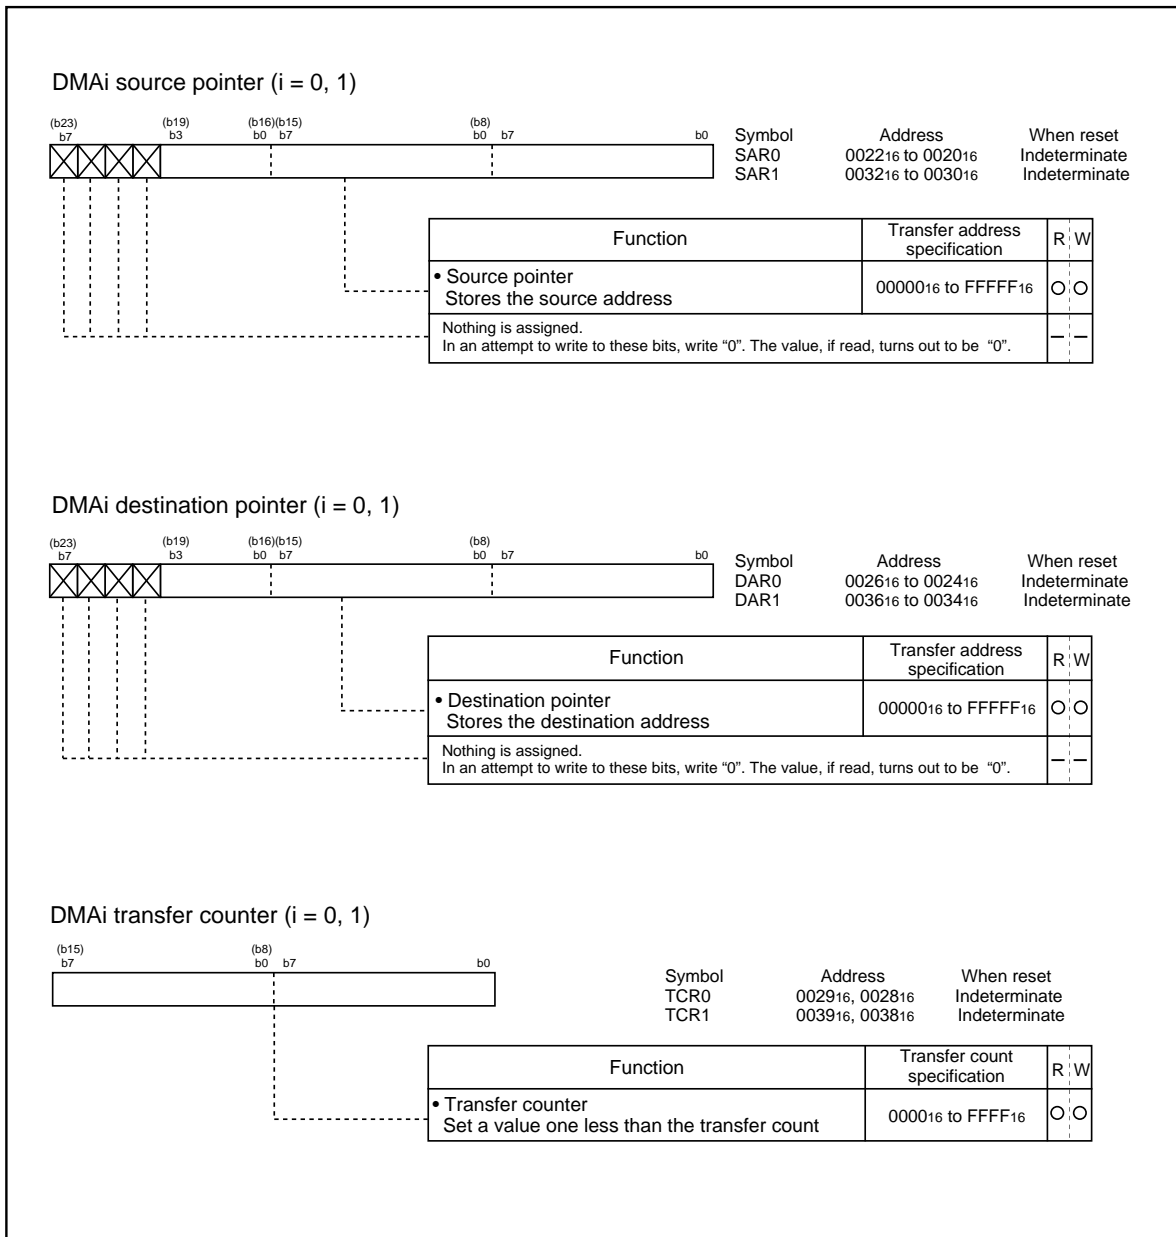 DMAi source pointer (i = 0, 1)
(b23) (b19) (b16)(b15) (b8)
b7 b3 b0 b7 b0 b7 b0
Symbol Address When reset
SAR0 002216 to 002016 Indeterminate
SAR1 003216 to 003016 Indeterminate
Function Transfer address specification R W
• Source pointer
Stores the source address 0000016 to FFFFF16
Nothing is assigned.
In an attempt to write to these bits, write “0”. The value, if read, turns out to be “0”.
DMAi destination pointer (i = 0, 1)
(b23) (b19) (b16)(b15) (b8)
b7 b3 b0 b7 b0 b7 b0
Symbol Address When reset
DAR0 002616 to 002416 Indeterminate
DAR1 003616 to 003416 Indeterminate
Function Transfer address specification R W
• Destination pointer
Stores the destination address 0000016 to FFFFF16
Nothing is assigned.
In an attempt to write to these bits, write “0”. The value, if read, turns out to be “0”.
DMAi transfer counter (i = 0, 1)
(b15) (b8)
b7 b0 b7 b0
Symbol Address When reset
TCR0 002916, 002816 Indeterminate
TCR1 003916, 003816 Indeterminate
Function Transfer count specification R W
• Transfer counter
Set a value one less than the transfer count 000016 to FFFF16